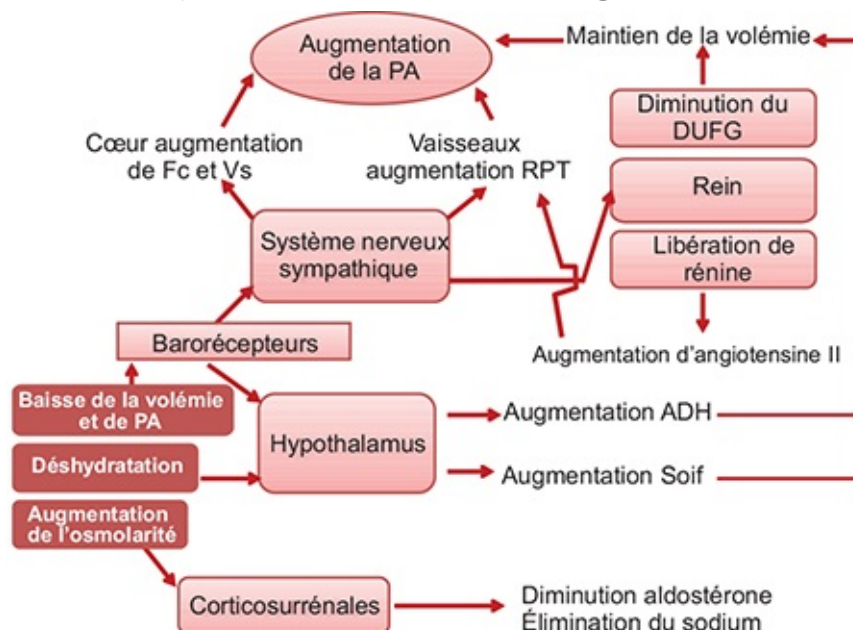 Augmentation
de la PA
Maintien de la volémie
Diminution du
DUFG
Cœur augmentation
de Fc et Vs
Vaisseaux
augmentation RPT
Rein
Système nerveux
sympathique
Libération de
rénine
Barorécepteurs
Augmentation d'angiotensine II
Baisse de la volémie
et de PA
Hypothalamus
Augmentation ADH
Déshydratation
Augmentation Soif
Augmentation
de l'osmolarité
Corticosurrénales
Diminution aldostérone
Élimination du sodium